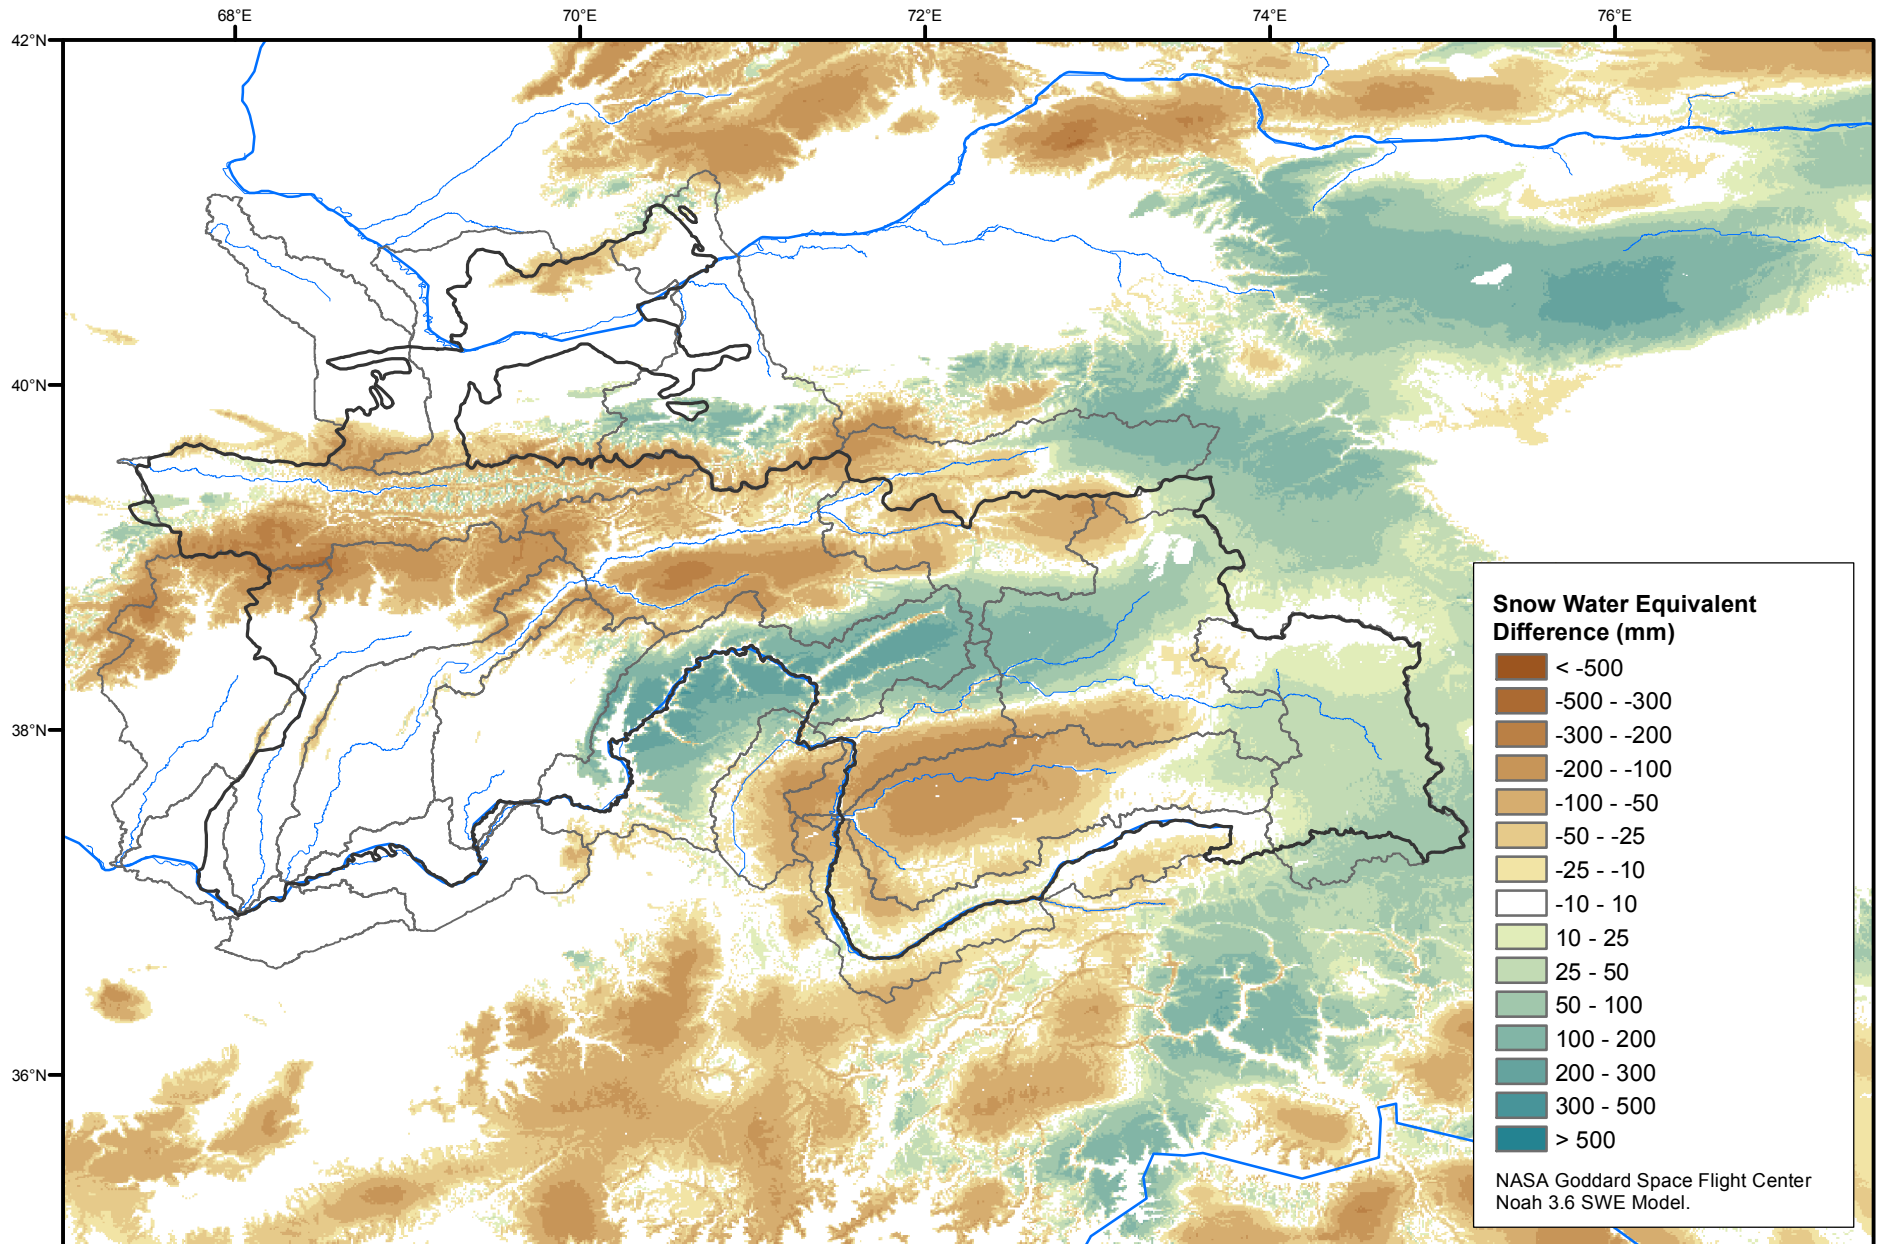 68°E 70°E 72°E 74°E 76°E
42°N
40°N
38°N
36°N
Snow Water Equivalent
Difference (mm)
< -500
-500 - -300
-300 - -200
-200 - -100
-100 - -50
-50 - -25
-25 - -10
-10 - 10
10 - 25
25 - 50
50 - 100
100 - 200
200 - 300
300 - 500
> 500
NASA Goddard Space Flight Center
Noah 3.6 SWE Model.